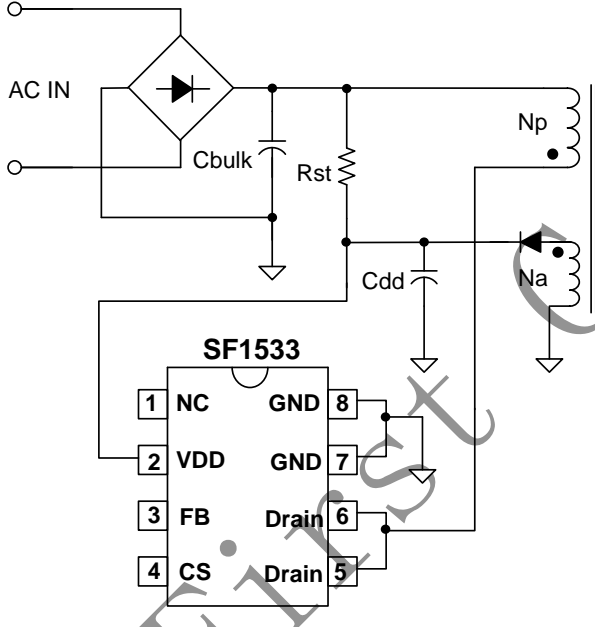 AC IN
Cbulk
Rst
Np
Cdd
Na
SF1533
1 NC GND 8
2 VDD GND 7
3 FB Drain 6
4 CS Drain 5
First C